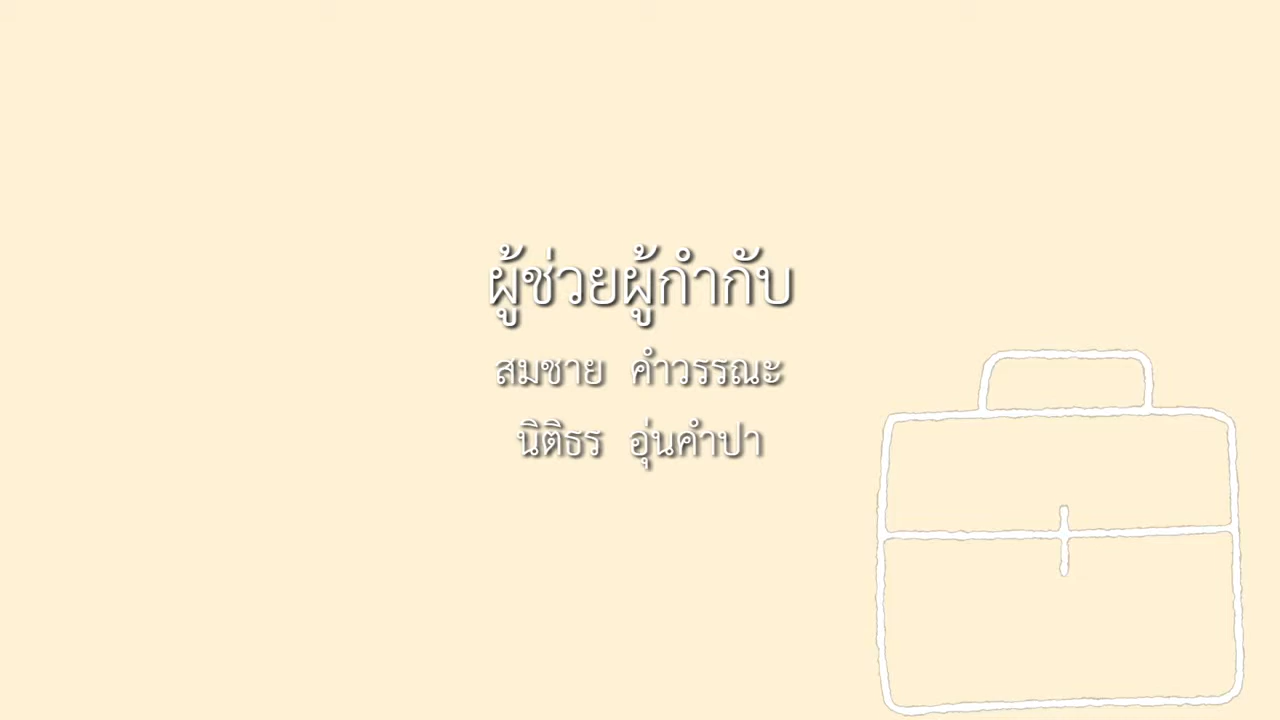 ผู้ช่วยผู้กำกับ
สมชาย คำวรรณะ
นิติธร อุ่นคำปา